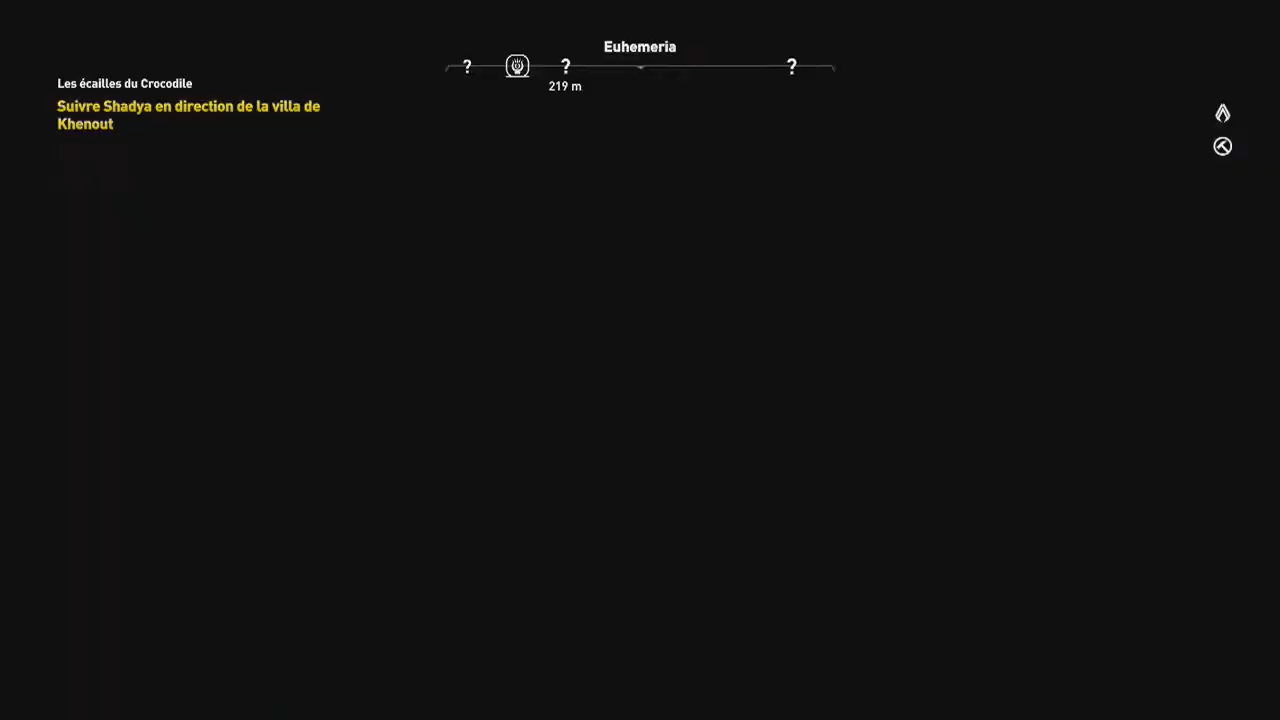 Euhemeria
? ? ?
219 m
Les écailles du Crocodile
Suivre Shadya en direction de la villa de
Khenout